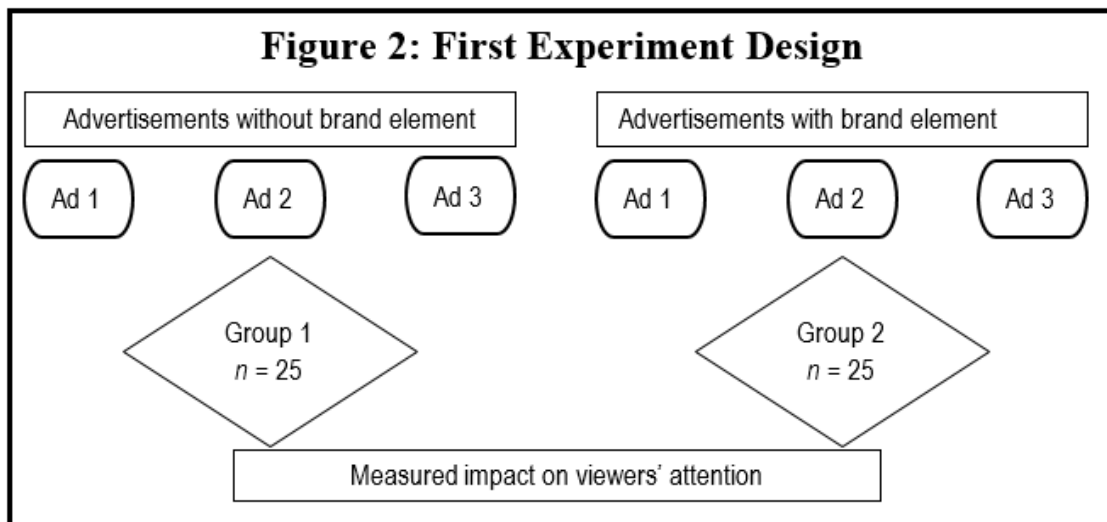 Figure 2: First Experiment Design
Advertisements without brand element
Ad 1
Ad 2
Ad 3
Group 1
n = 25
Advertisements with brand element
Ad 1
Ad 2
Ad 3
Group 2
n = 25
Measured impact on viewers’ attention